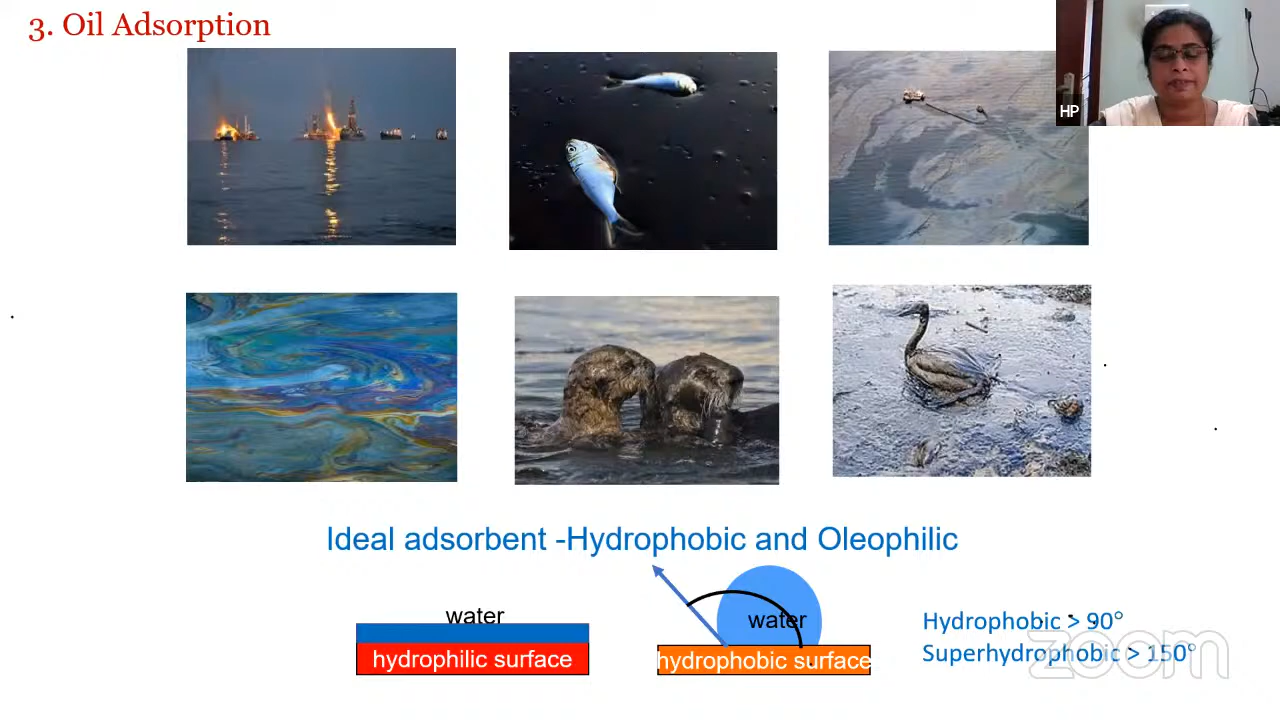 3. Oil Adsorption
HP
Ideal adsorbent -Hydrophobic and Oleophilic
water
hydrophilic surface
water
hydrophobic surface
Hydrophobic > 90°
Superhydrophobic > 150°
zoom